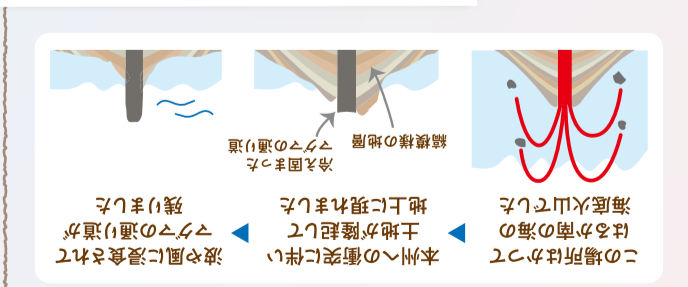 この場所はかつて
はるか南の海の
海底火山でした
本州への衝突に伴い
土地が隆起して
地上に現れました
縞模様の地層
冷え固まった
マグマの通り道
波や風に浸食されて
マグマの通り道が
残りました